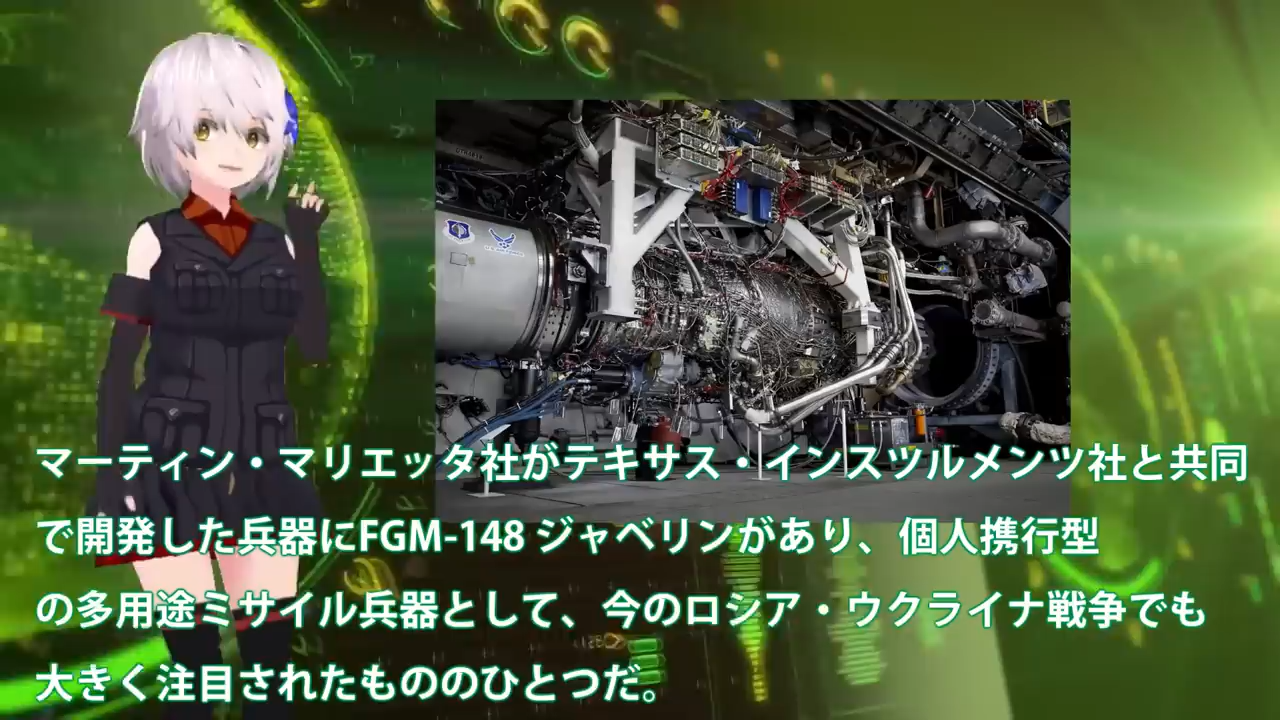 マーティン・マリエッタ社がテキサス・インスツルメンツ社と共同
で開発した兵器にFGM-148 ジャベリンがあり、個人携行型
の多用途ミサイル兵器として、今のロシア・ウクライナ戦争でも
大きく注目されたもののひとつだ。